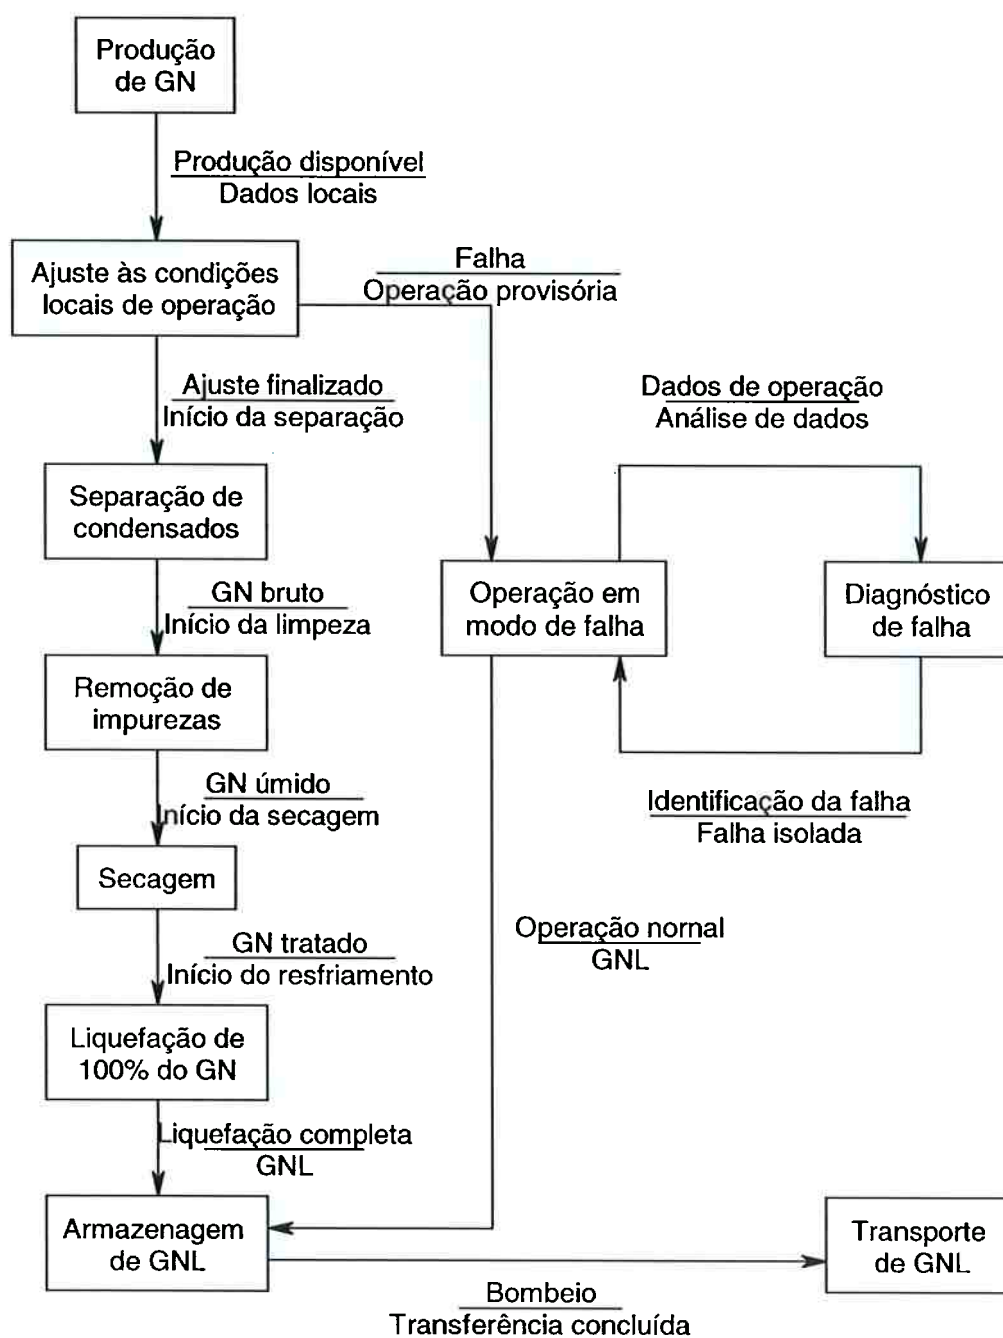 Produção
de GN
Produção disponível
Dados locais
Ajuste às condições
locais de operação
Falha
Operação provisória
Ajuste finalizado
Início da separação
Dados de operação
Análise de dados
Separação de
condensados
GN bruto
Início da limpeza
Operação em
modo de falha
Diagnóstico
de falha
Remoção de
impurezas
GN úmido
Início da secagem
Identificação da falha
Falha isolada
Secagem
GN tratado
Início do resfriamento
Operação nornal
GNL
Liquefação de
100% do GN
Liquefação completa
GNL
Armazenagem
de GNL
Transporte
de GNL
Bombeio
Transferência concluída